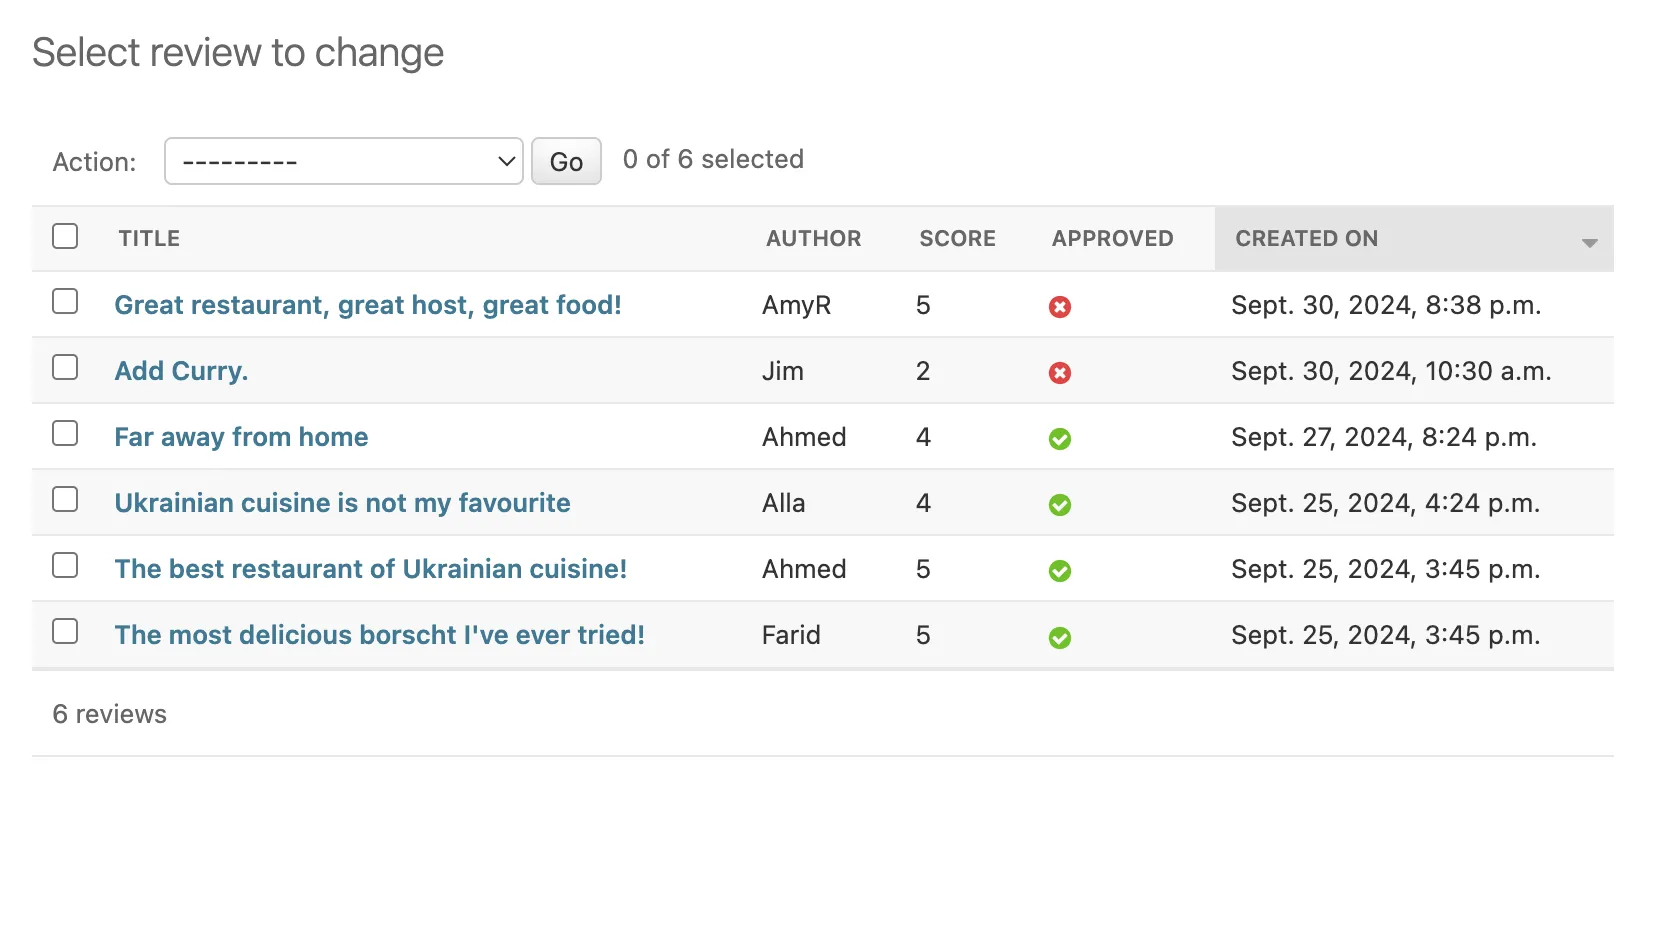 Select review to change
Action: --------- Go 0 of 6 selected
TITLE AUTHOR SCORE APPROVED CREATED ON
Great restaurant, great host, great food! AmyR 5 Sept. 30, 2024, 8:38 p.m.
Add Curry. Jim 2 Sept. 30, 2024, 10:30 a.m.
Far away from home Ahmed 4 Sept. 27, 2024, 8:24 p.m.
Ukrainian cuisine is not my favourite Alla 4 Sept. 25, 2024, 4:24 p.m.
The best restaurant of Ukrainian cuisine! Ahmed 5 Sept. 25, 2024, 3:45 p.m.
The most delicious borscht I've ever tried! Farid 5 Sept. 25, 2024, 3:45 p.m.
6 reviews